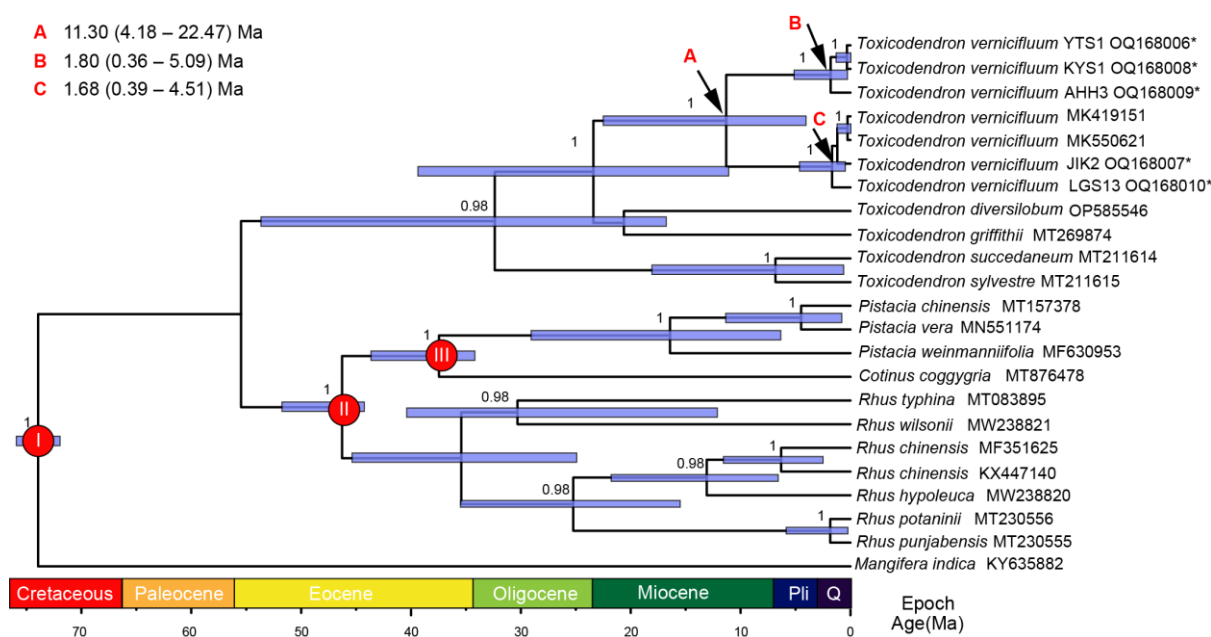 A 11.30 (4.18 – 22.47) Ma
B 1.80 (0.36 – 5.09) Ma
C 1.68 (0.39 – 4.51) Ma
B
A
C
1
1
1
1
1
1
1
0.98
1
1
1
1
1
1
0.98
1
0.98
0.98
1
I
II
III
Toxicodendron vernicifluum YTS1 OQ168006*
Toxicodendron vernicifluum KYS1 OQ168008*
Toxicodendron vernicifluum AHH3 OQ168009*
Toxicodendron vernicifluum MK419151
Toxicodendron vernicifluum MK550621
Toxicodendron vernicifluum JIK2 OQ168007*
Toxicodendron vernicifluum LGS13 OQ168010*
Toxicodendron diversilobum OP585546
Toxicodendron griffithii MT269874
Toxicodendron succedaneum MT211614
Toxicodendron sylvestre MT211615
Pistacia chinensis MT157378
Pistacia vera MN551174
Pistacia weinmanniifolia MF630953
Cotinus coggygria MT876478
Rhus typhina MT083895
Rhus wilsonii MW238821
Rhus chinensis MF351625
Rhus chinensis KX447140
Rhus hypoleuca MW238820
Rhus potaninii MT230556
Rhus punjabensis MT230555
Mangifera indica KY635882
Cretaceous Paleocene Eocene Oligocene Miocene Pli Q
Epoch
70 60 50 40 30 20 10 0
Age(Ma)